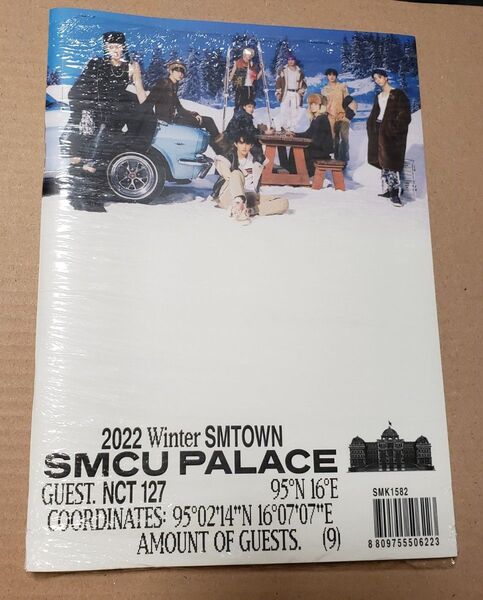 2022 Winter SMTOWN
SMCU PALACE
GUEST. NCT 127 95°N 16°E
COORDINATES: 95°02'14"N 16°07'07"E
AMOUNT OF GUESTS. (9)
SMK1582
8 809755 506223